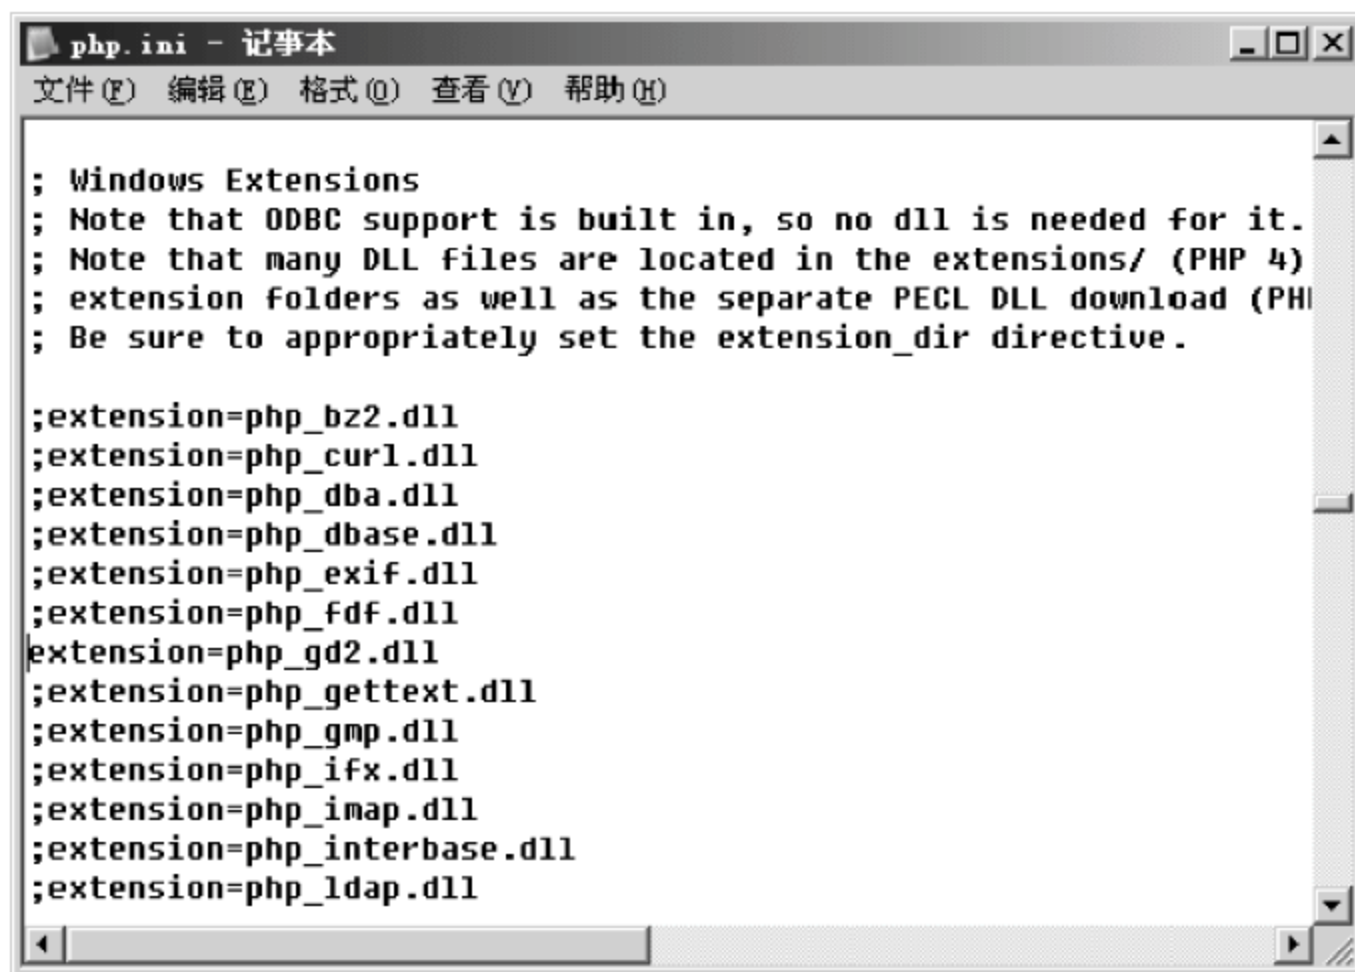 php.ini - 记事本
文件(F) 编辑(E) 格式(O) 查看(V) 帮助(H)
; Windows Extensions
; Note that ODBC support is built in, so no dll is needed for it.
; Note that many DLL files are located in the extensions/ (PHP 4)
; extension folders as well as the separate PECL DLL download (PH
; Be sure to appropriately set the extension_dir directive.
;extension=php_bz2.dll
;extension=php_curl.dll
;extension=php_dba.dll
;extension=php_dbase.dll
;extension=php_exif.dll
;extension=php_fdf.dll
extension=php_gd2.dll
;extension=php_gettext.dll
;extension=php_gmp.dll
;extension=php_ifx.dll
;extension=php_imap.dll
;extension=php_interbase.dll
;extension=php_ldap.dll